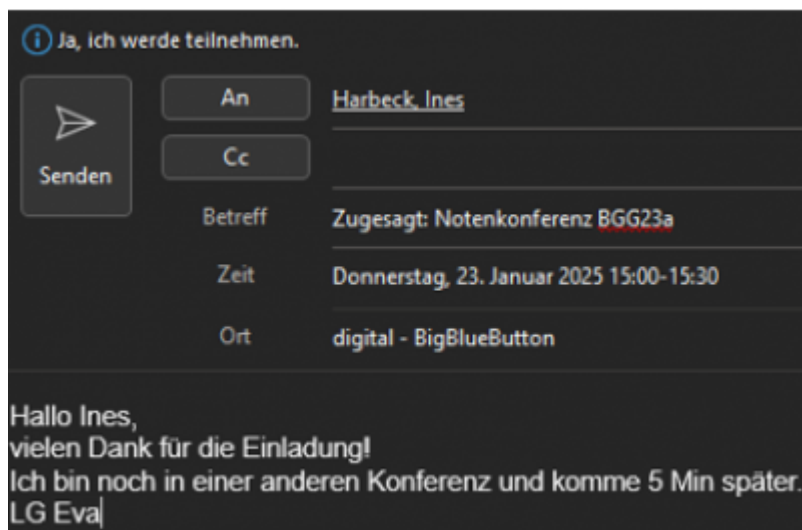 Ja, ich werde teilnehmen.
Senden
An
Harbeck, Ines
Cc
Betreff
Zugesagt: Notenkonferenz BGG23a
Zeit
Donnerstag, 23. Januar 2025 15:00-15:30
Ort
digital - BigBlueButton
Hallo Ines,
vielen Dank für die Einladung!
Ich bin noch in einer anderen Konferenz und komme 5 Min später.
LG Eva